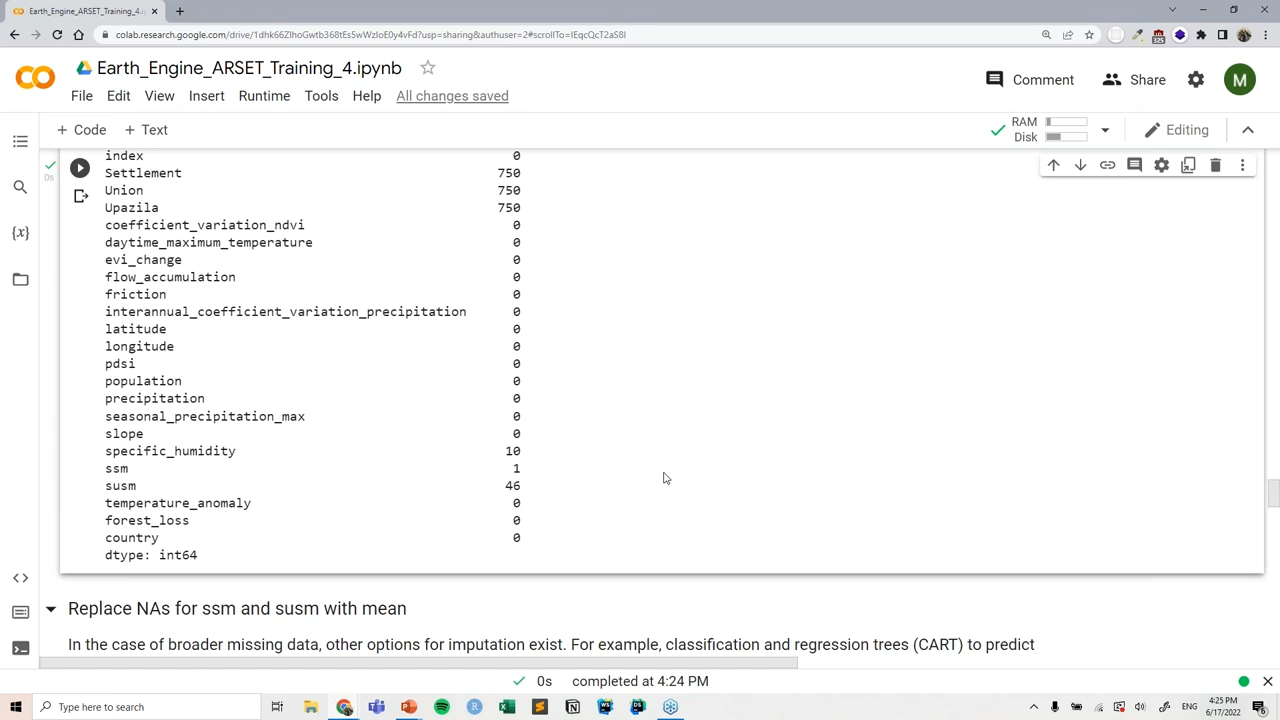 Earth_Engine_ARSET_Training_4.i
colab.research.google.com/drive/1dhk66ZlhoGwtb368tEs5wWzIoE0y4vFd?usp=sharing&authuser=2#scrollTo=IEqcQcT2aS8I
325
CO
Earth_Engine_ARSET_Training_4.ipynb
File Edit View Insert Runtime Tools Help All changes saved
Comment
Share
M
+ Code + Text
RAM
Disk
Editing
0s
index 0
Settlement 750
Union 750
Upazila 750
coefficient_variation_ndvi 0
daytime_maximum_temperature 0
evi_change 0
flow_accumulation 0
friction 0
interannual_coefficient_variation_precipitation 0
latitude 0
longitude 0
pdsi 0
population 0
precipitation 0
seasonal_precipitation_max 0
slope 0
specific_humidity 10
ssm 1
susm 46
temperature_anomaly 0
forest_loss 0
country 0
dtype: int64
Replace NAs for ssm and susm with mean
In the case of broader missing data, other options for imputation exist. For example, classification and regression trees (CART) to predict
0s completed at 4:24 PM
Type here to search
ENG
4:25 PM
6/17/2022